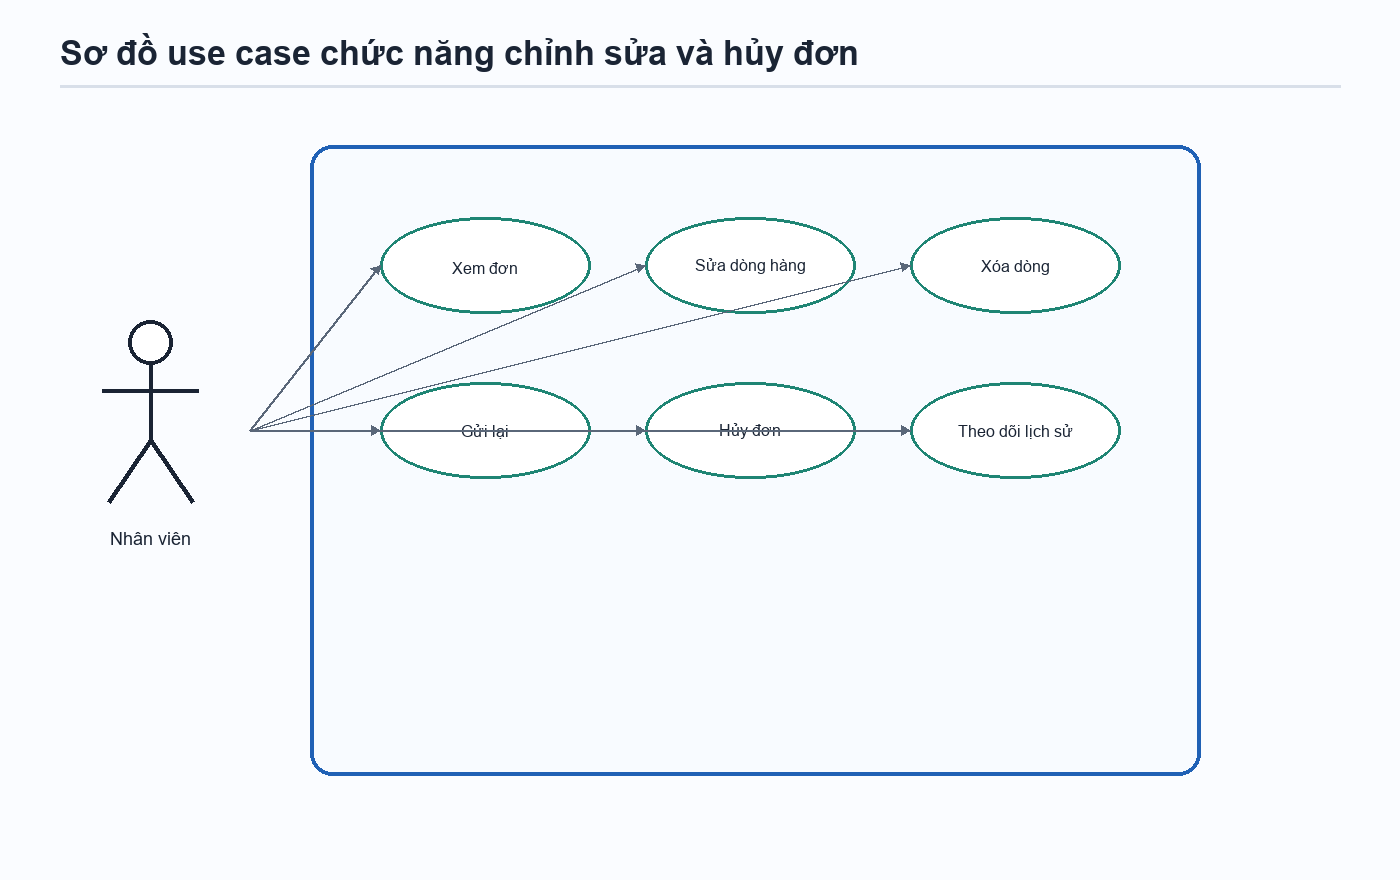 Sơ đồ use case chức năng chỉnh sửa và hủy đơn
Xem đơn
Sửa dòng hàng
Xóa dòng
Gửi lại
Hủy đơn
Theo dõi lịch sử
Nhân viên